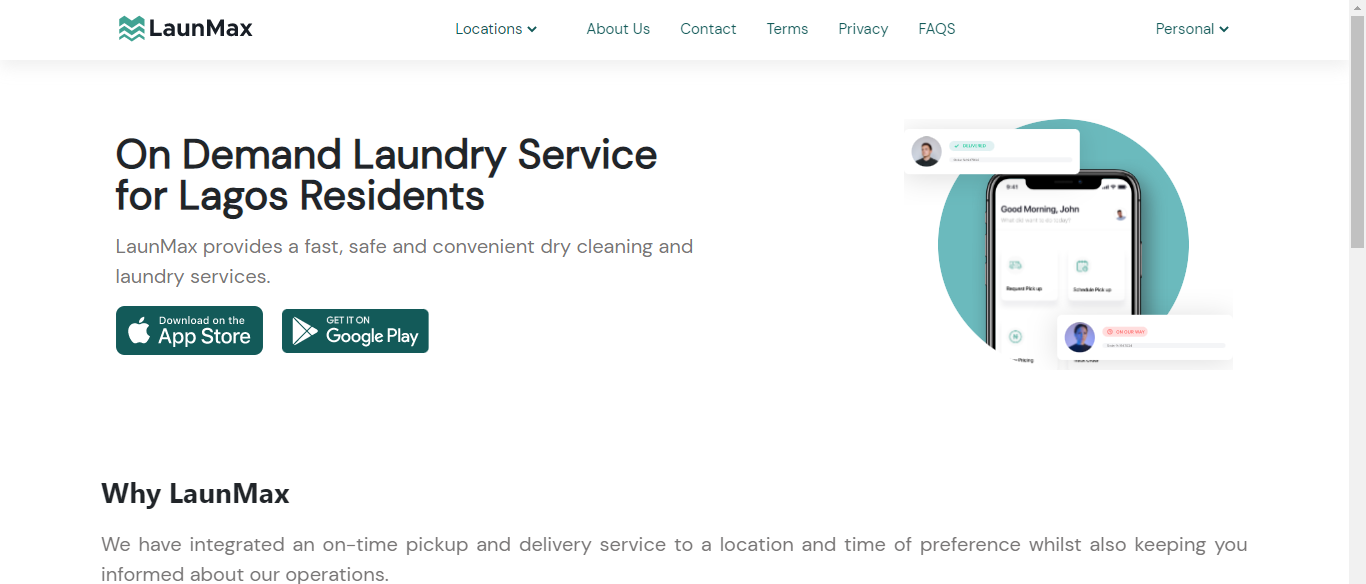 LaunMax
Locations
About Us
Contact
Terms
Privacy
FAQS
Personal
On Demand Laundry Service
for Lagos Residents
LaunMax provides a fast, safe and convenient dry cleaning and
laundry services.
Download on the
App Store
GET IT ON
Google Play
DELIVERED
9:41
Good Morning, John
What did want to do today?
Request Pick up
Schedule Pick up
ON OUR WAY
Pricing
Why LaunMax
We have integrated an on-time pickup and delivery service to a location and time of preference whilst also keeping you
informed about our operations.